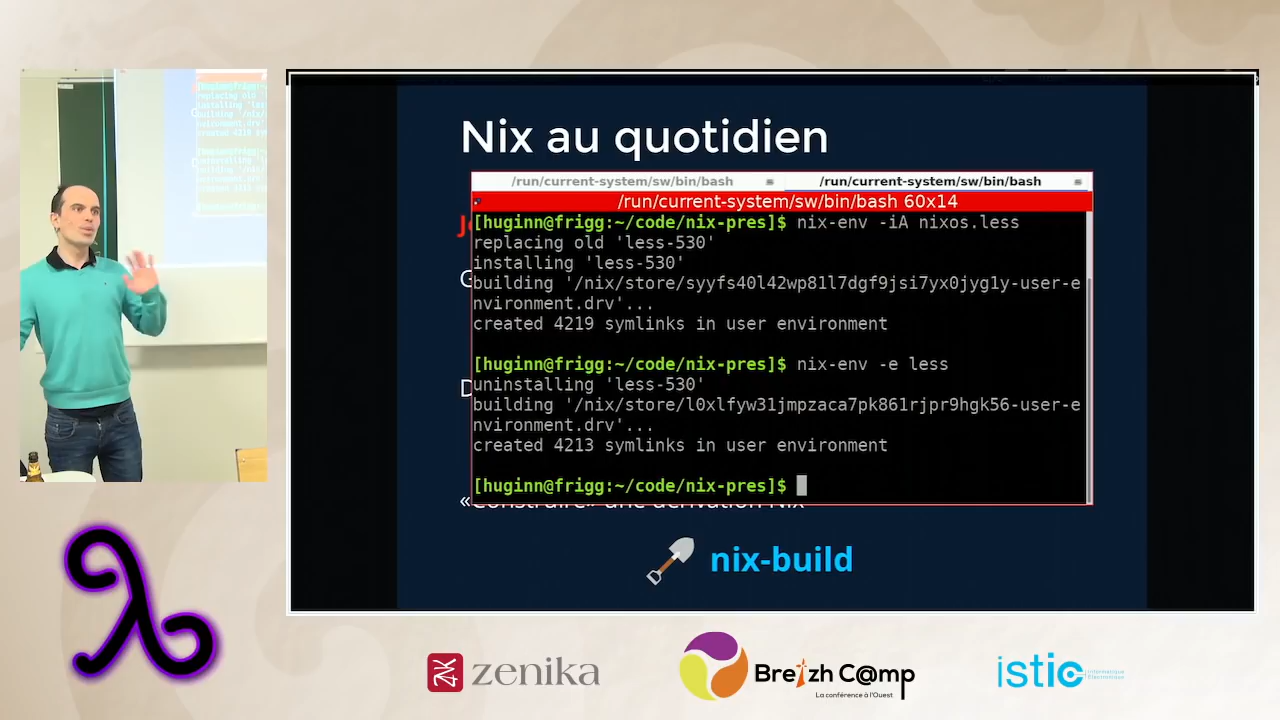 Nix au quotidien
/run/current-system/sw/bin/bash
/run/current-system/sw/bin/bash
/run/current-system/sw/bin/bash 60x14
[huginn@frigg:~/code/nix-pres]$ nix-env -iA nixos.less
replacing old 'less-530'
installing 'less-530'
building '/nix/store/syyfs40l42wp81l7dgf9jsi7yx0jyg1y-user-e
nvironment.drv'...
created 4219 symlinks in user environment
[huginn@frigg:~/code/nix-pres]$ nix-env -e less
uninstalling 'less-530'
building '/nix/store/l0xlfyw31jmpzaca7pk861rjpr9hgk56-user-e
nvironment.drv'...
created 4213 symlinks in user environment
[huginn@frigg:~/code/nix-pres]$
«Construire» une dérivation Nix
nix-build
zenika
Breizh C@mp
La conférence à l'Ouest
istic